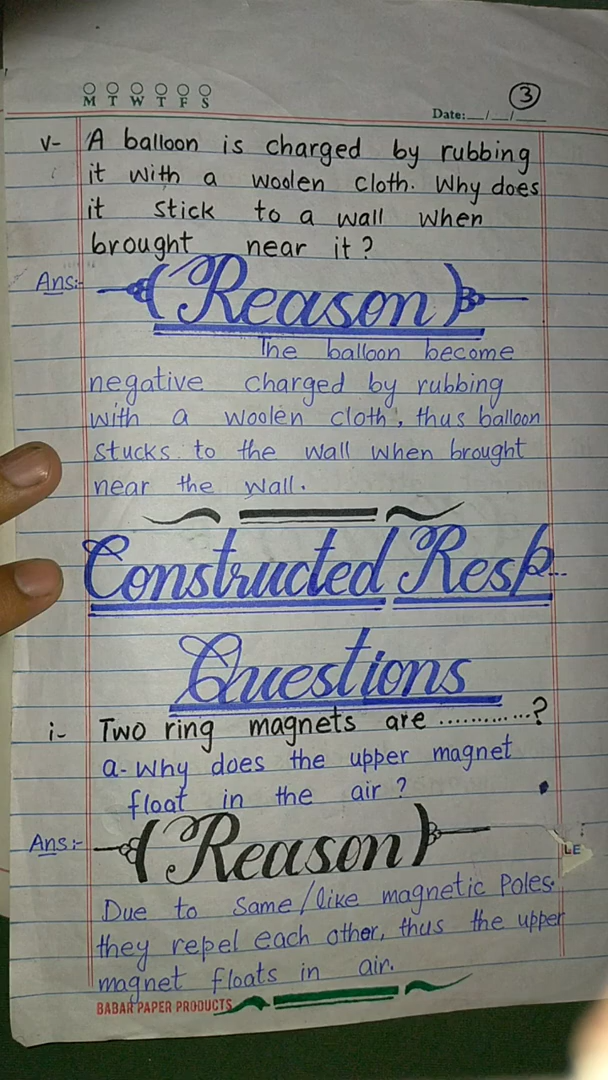 M T W T F S
3
Date:__/__/__
v- A balloon is charged by rubbing
it with a woolen cloth. Why does
it stick to a wall when
brought near it?
Ans:- (Reason)
The balloon become
negative charged by rubbing
with a woolen cloth, thus balloon
stucks to the wall when brought
near the wall.
Constructed Resp..
Questions
i- Two ring magnets are ............?
a- Why does the upper magnet
float in the air?
Ans:- (Reason)
LE
Due to same/like magnetic poles.
they repel each other, thus the upper
magnet floats in air.
BABAR PAPER PRODUCTS